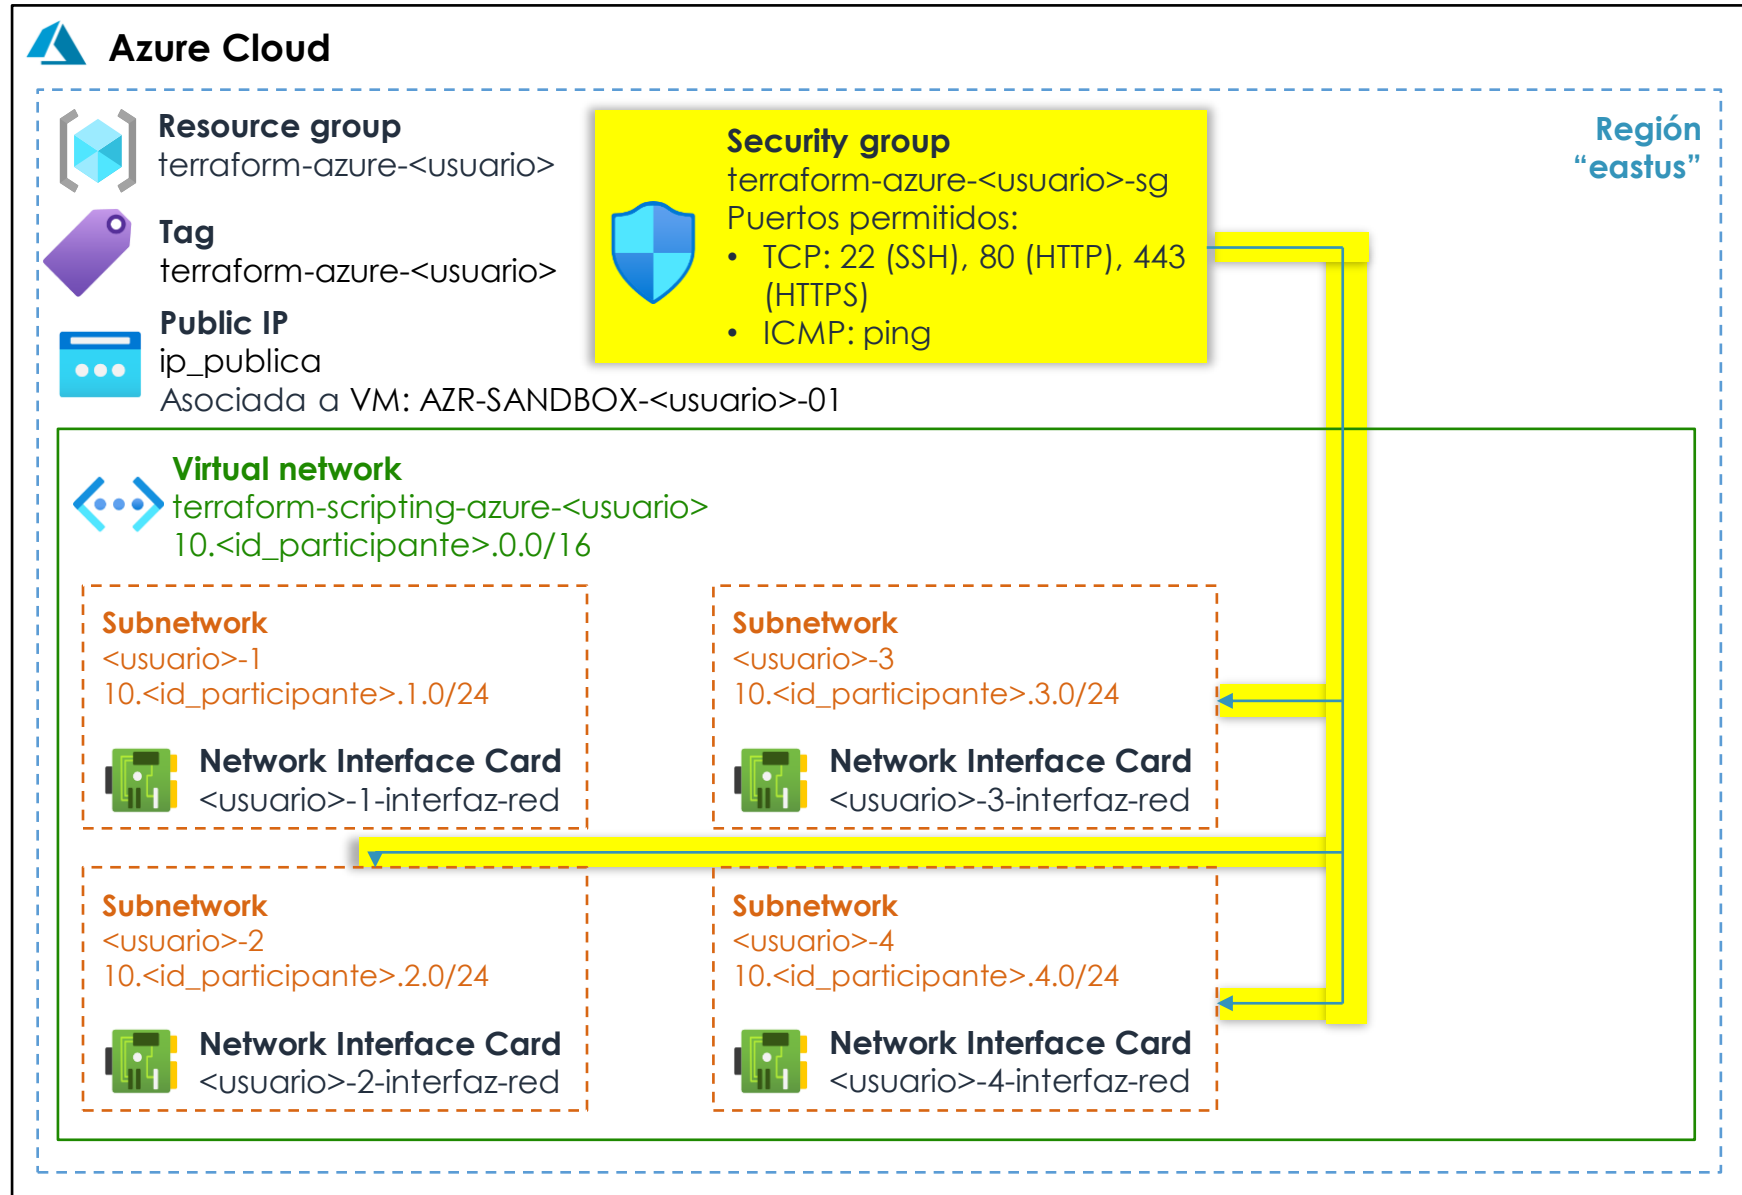 Azure Cloud
Resource group
terraform-azure-<usuario>
Tag
terraform-azure-<usuario>
Public IP
ip_publica
Asociada a VM: AZR-SANDBOX-<usuario>-01
Security group
terraform-azure-<usuario>-sg
Puertos permitidos:
• TCP: 22 (SSH), 80 (HTTP), 443
(HTTPS)
• ICMP: ping
Región
“eastus”
Virtual network
terraform-scripting-azure-<usuario>
10.<id_participante>.0.0/16
Subnetwork
<usuario>-1
10.<id_participante>.1.0/24
Network Interface Card
<usuario>-1-interfaz-red
Subnetwork
<usuario>-3
10.<id_participante>.3.0/24
Network Interface Card
<usuario>-3-interfaz-red
Subnetwork
<usuario>-2
10.<id_participante>.2.0/24
Network Interface Card
<usuario>-2-interfaz-red
Subnetwork
<usuario>-4
10.<id_participante>.4.0/24
Network Interface Card
<usuario>-4-interfaz-red